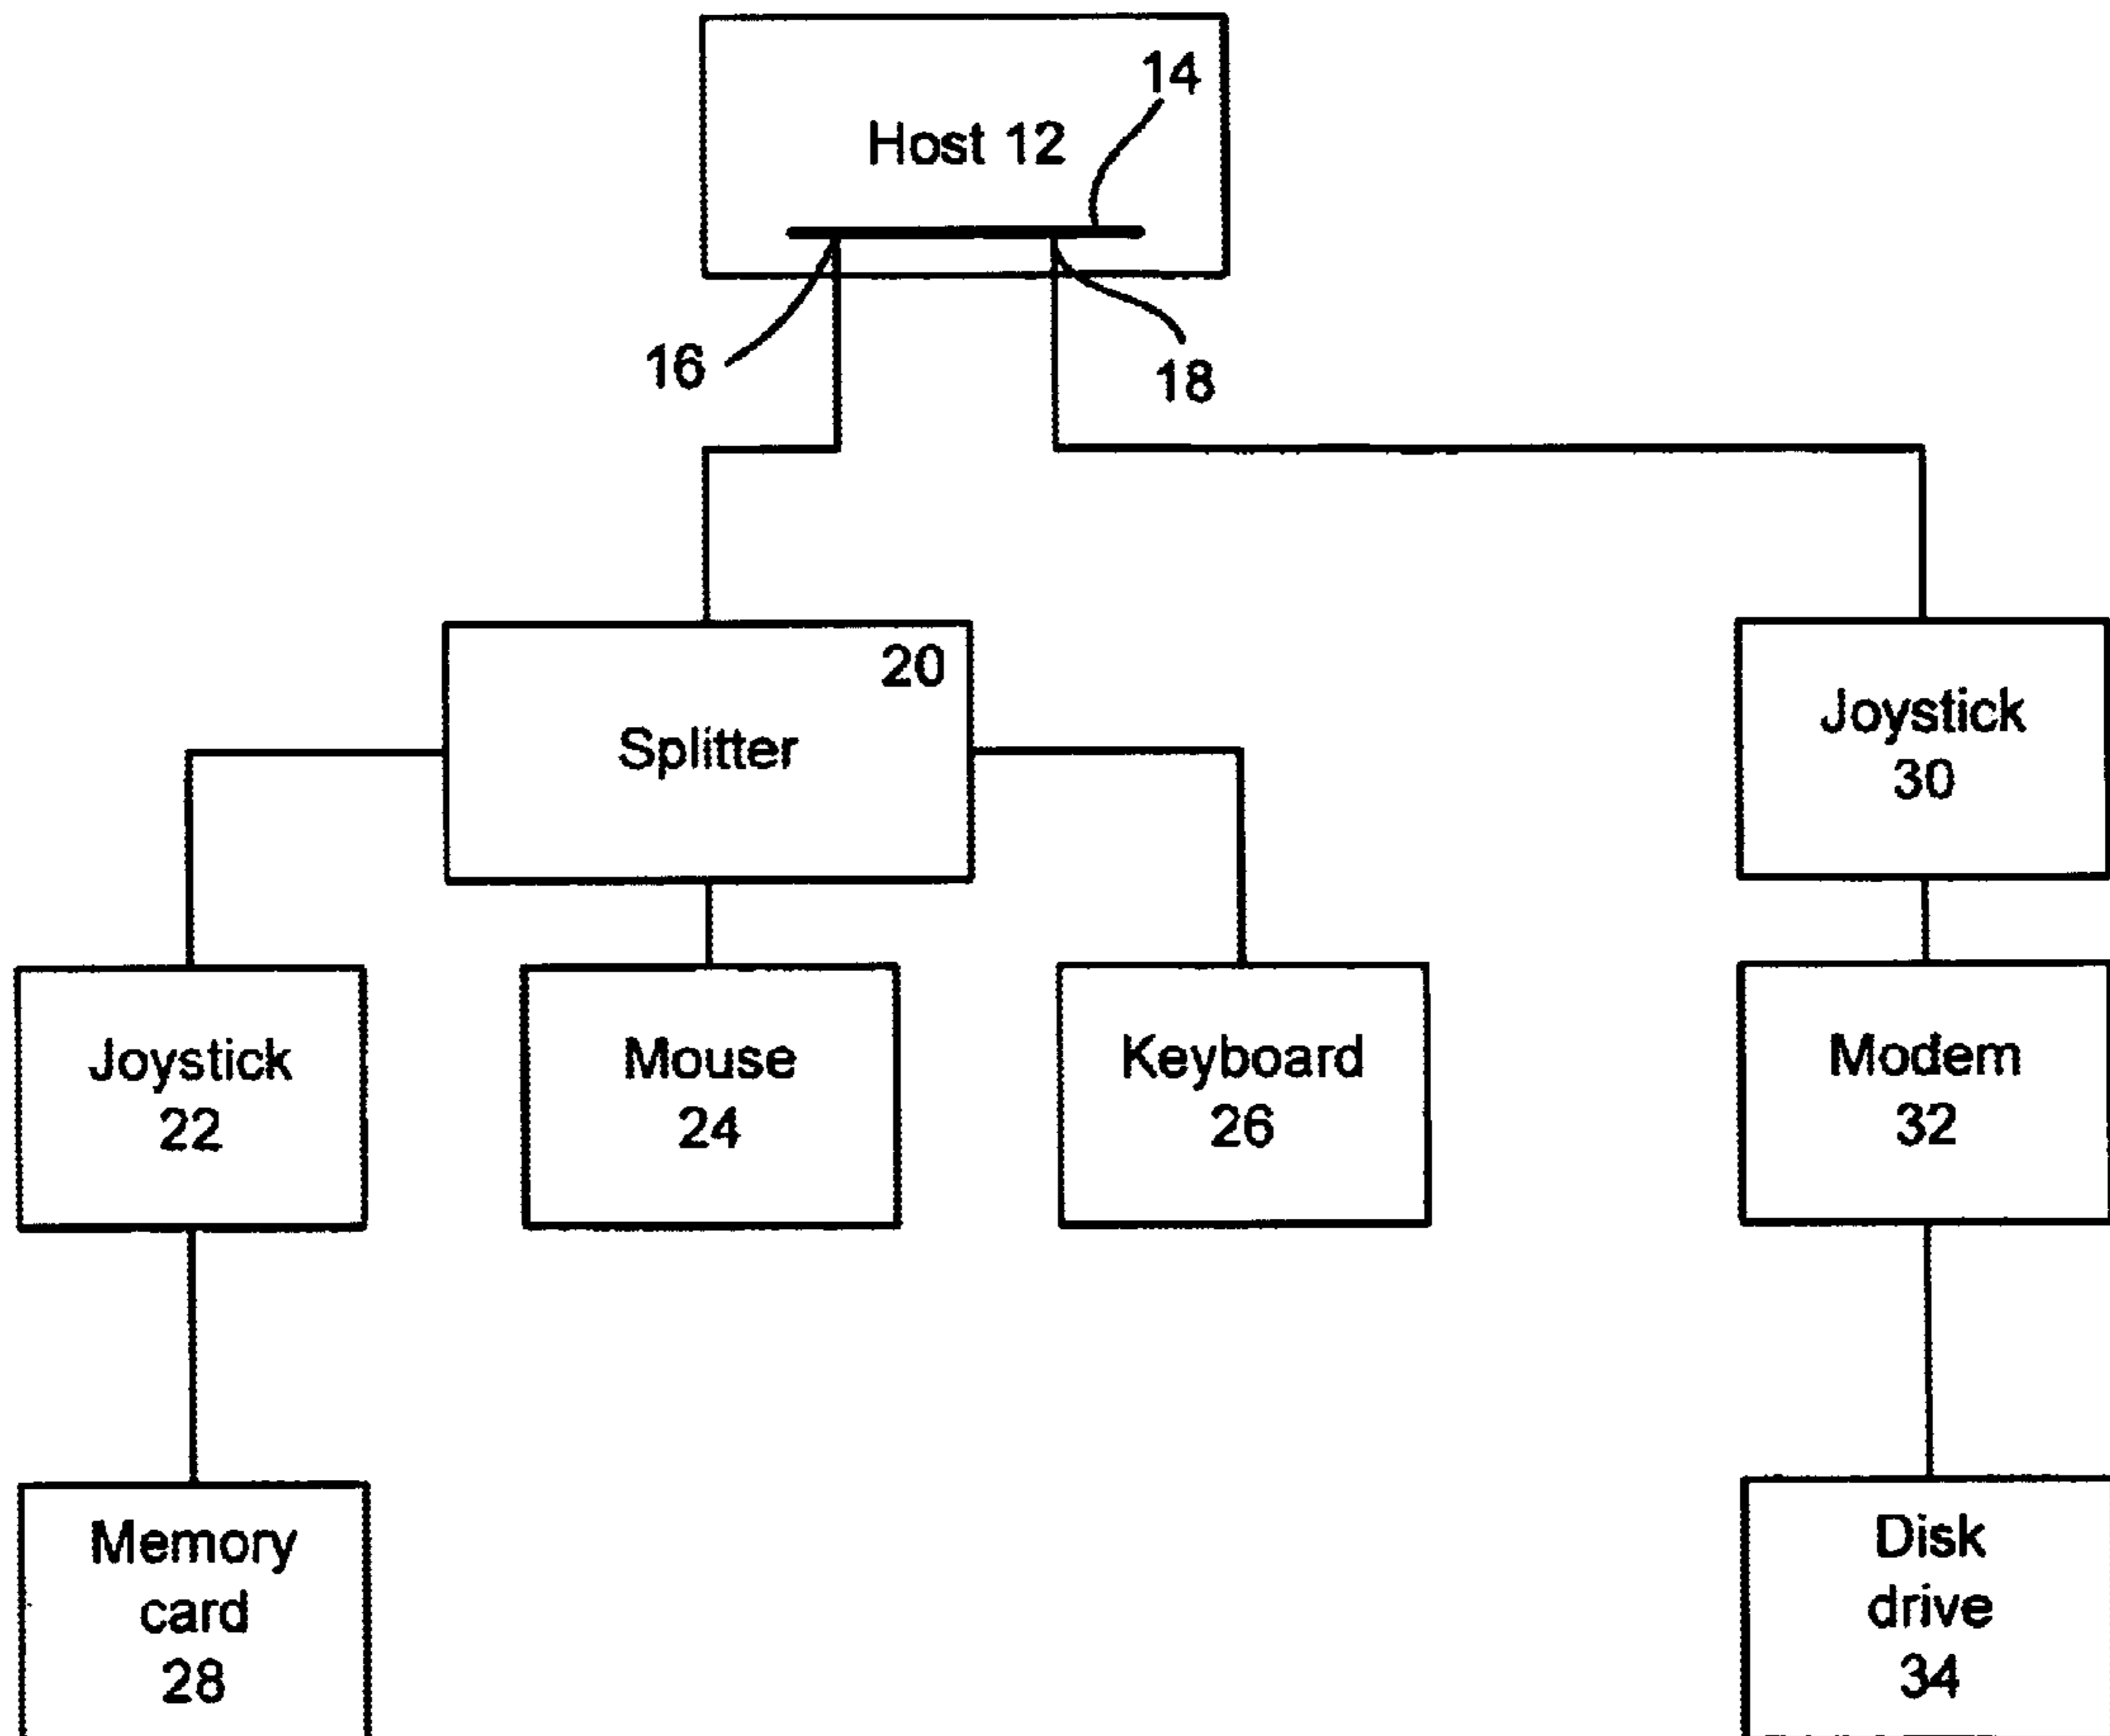 14
Host 12
16
18
20
Splitter
Joystick
30
Joystick
22
Mouse
24
Keyboard
26
Modem
32
Memory
card
28
Disk
drive
34